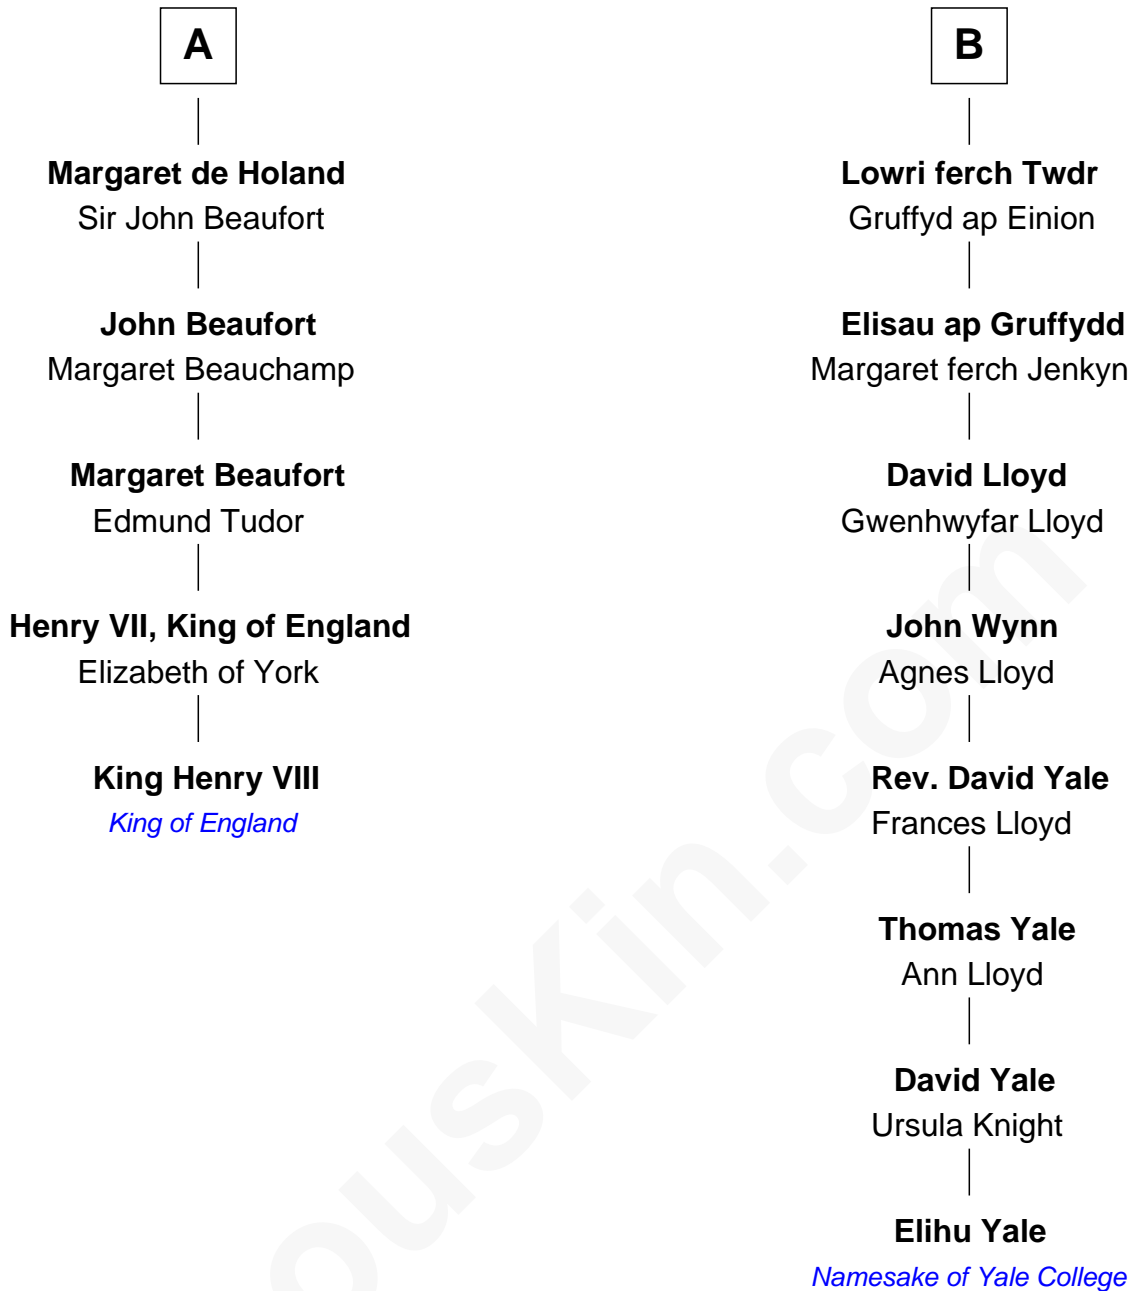 A
Margaret de Holand
Sir John Beaufort
John Beaufort
Margaret Beauchamp
Margaret Beaufort
Edmund Tudor
Henry VII, King of England
Elizabeth of York
King Henry VIII
King of England
B
Lowri ferch Twdr
Gruffyd ap Einion
Elisau ap Gruffydd
Margaret ferch Jenkyn
David Lloyd
Gwenhwyfar Lloyd
John Wynn
Agnes Lloyd
Rev. David Yale
Frances Lloyd
Thomas Yale
Ann Lloyd
David Yale
Ursula Knight
Elihu Yale
Namesake of Yale College
ouskin.com